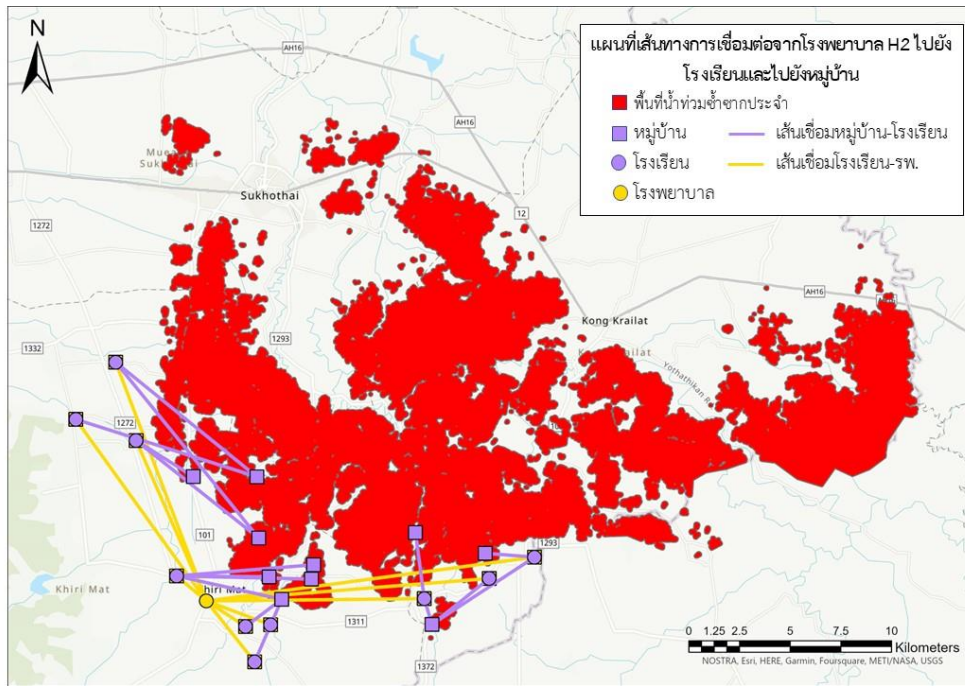 N
AH16
AH16
แผนที่เส้นทางการเชื่อมต่อจากโรงพยาบาล H2 ไปยัง
โรงเรียนและไปยังหมู่บ้าน
พื้นที่น้ำท่วมซ้ำซากประจำ
หมู่บ้าน
เส้นเชื่อมหมู่บ้าน-โรงเรียน
โรงเรียน
เส้นเชื่อมโรงเรียน-รพ.
โรงพยาบาล
AH16
Sukhothai
12
1272
AH16
Kong Krailat
1293
1332
Yothathikan R
1272
101
1293
Khiri Mat
hiri Mat
1311
1372
0 1.25 2.5 5 7.5 10
Kilometers
NOSTRA, Esri, HERE, Garmin, Foursquare, METI/NASA, USGS